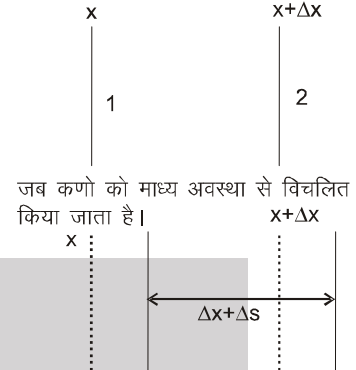 x x+Δx
1 2
जब कणो को माध्य अवस्था से विचलित
किया जाता है।
x x+Δx
Δx+Δs